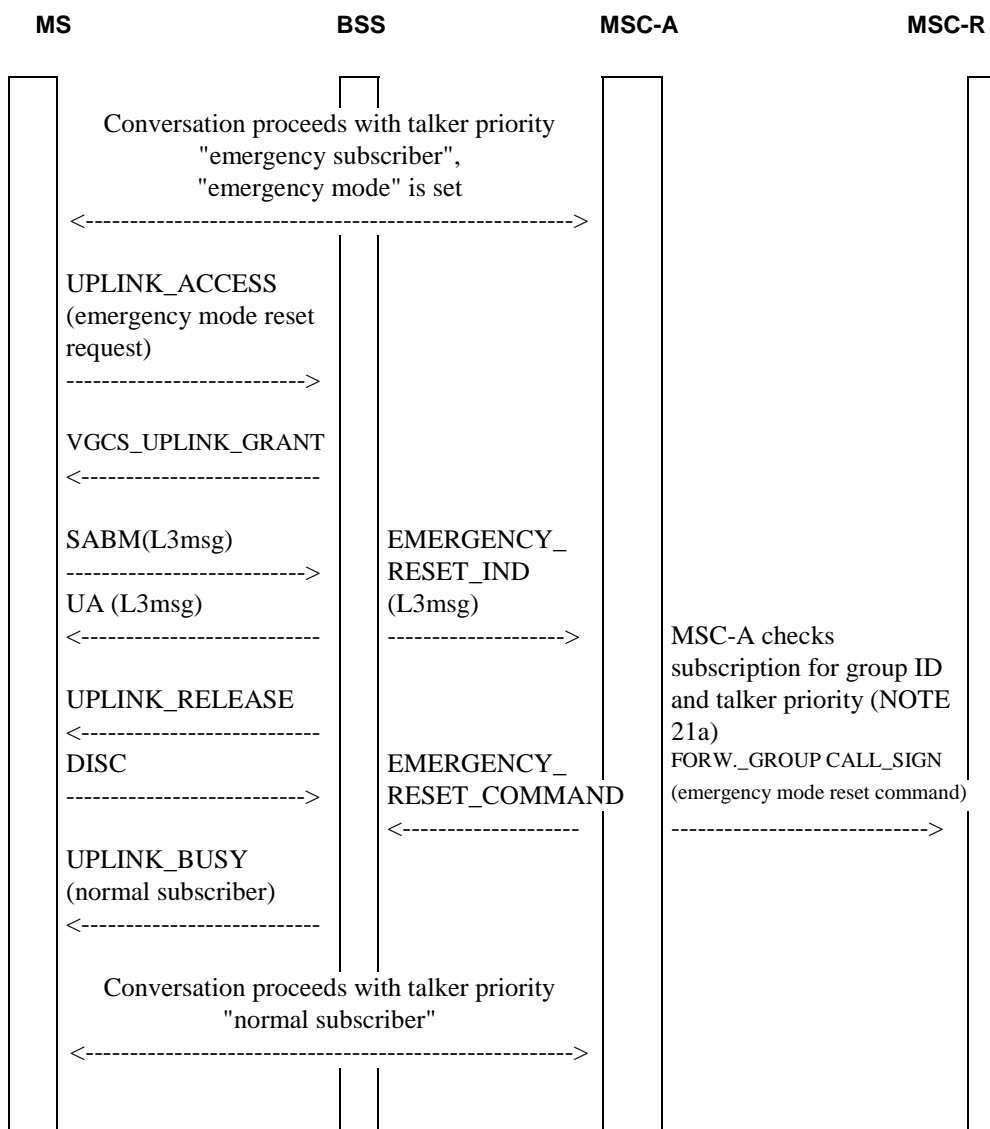 MS BSS MSC-A MSC-R
Conversation proceeds with talker priority
"emergency subscriber",
"emergency mode" is set
<------------------------------------------------------>
UPLINK_ACCESS
(emergency mode reset
request)
--------------------------->
VGCS_UPLINK_GRANT
<---------------------------
SABM(L3msg)
--------------------------->
UA (L3msg)
<---------------------------
EMERGENCY_
RESET_IND
(L3msg)
-------------------->
MSC-A checks
subscription for group ID
and talker priority (NOTE
21a)
UPLINK_RELEASE
<---------------------------
DISC
--------------------------->
EMERGENCY_
RESET_COMMAND
<--------------------
FORW._GROUP CALL_SIGN
(emergency mode reset command)
----------------------------->
UPLINK_BUSY
(normal subscriber)
<---------------------------
Conversation proceeds with talker priority
"normal subscriber"
<------------------------------------------------------>